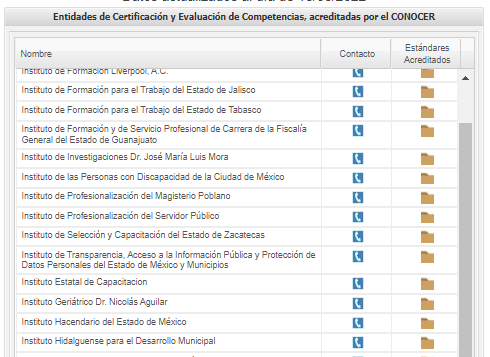 Entidades de Certificación y Evaluación de Competencias, acreditadas por el CONOCER
Nombre
Contacto
Estándares
Acreditados
Instituto de Formación Liverpool, A.C.
Instituto de Formación para el Trabajo del Estado de Jalisco
Instituto de Formación para el Trabajo del Estado de Tabasco
Instituto de Formación y de Servicio Profesional de Carrera de la Fiscalía
General del Estado de Guanajuato
Instituto de Investigaciones Dr. José María Luis Mora
Instituto de las Personas con Discapacidad de la Ciudad de México
Instituto de Profesionalización del Magisterio Poblano
Instituto de Profesionalización del Servidor Público
Instituto de Selección y Capacitación del Estado de Zacatecas
Instituto de Transparencia, Acceso a la Información Pública y Protección de
Datos Personales del Estado de México y Municipios
Instituto Estatal de Capacitacion
Instituto Geriátrico Dr. Nicolás Aguilar
Instituto Hacendario del Estado de México
Instituto Hidalguense para el Desarrollo Municipal